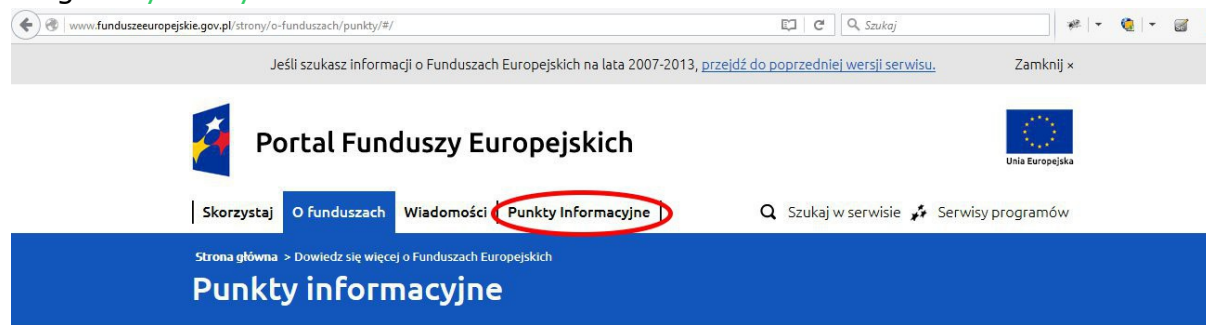 www.funduszeeuropejskie.gov.pl/strony/o-funduszach/punkty/#/
Szukaj
Jeśli szukasz informacji o Funduszach Europejskich na lata 2007-2013, przejdź do poprzedniej wersji serwisu. Zamknij ×
Portal Funduszy Europejskich
Unia Europejska
Skorzystaj O funduszach Wiadomości Punkty Informacyjne Szukaj w serwisie Serwisy programów
Strona główna > Dowiedz się więcej o Funduszach Europejskich
Punkty informacyjne